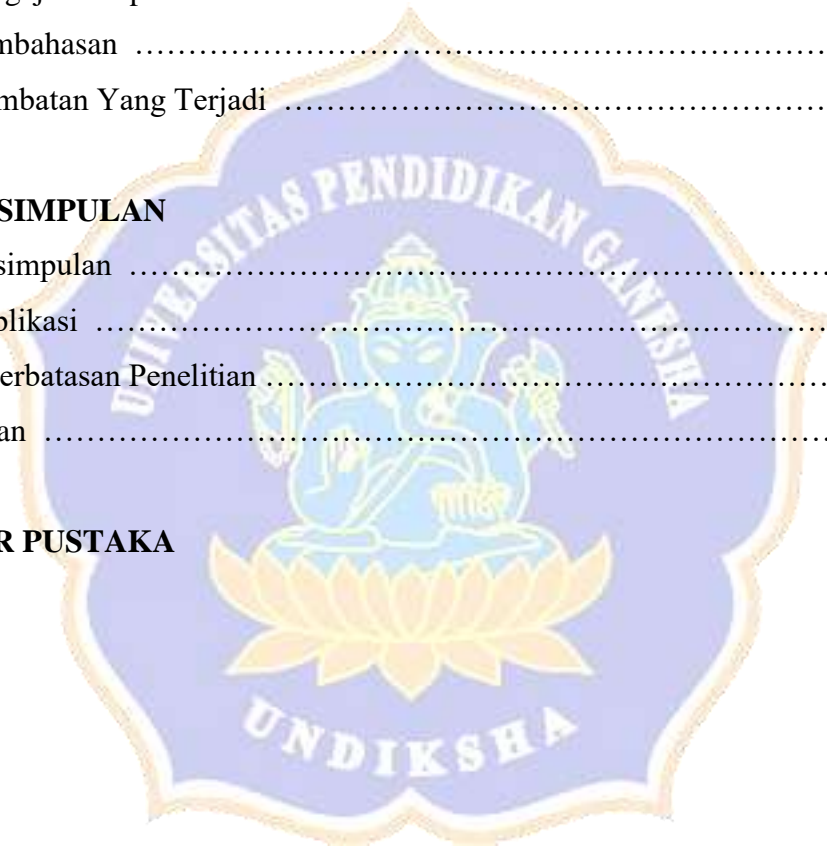 mbahasan ……………………………………………………………………
mbatan Yang Terjadi ……………………………………………………
SIMPULAN
simpulan ……………………………………………………………………
plikasi ………………………………………………………..……………
erbatasan Penelitian ………………………………………………………
an ……………………………………………………………………………
R PUSTAKA
UNIVERSITAS PENDIDIKAN GANESHA
UNDIKSHA